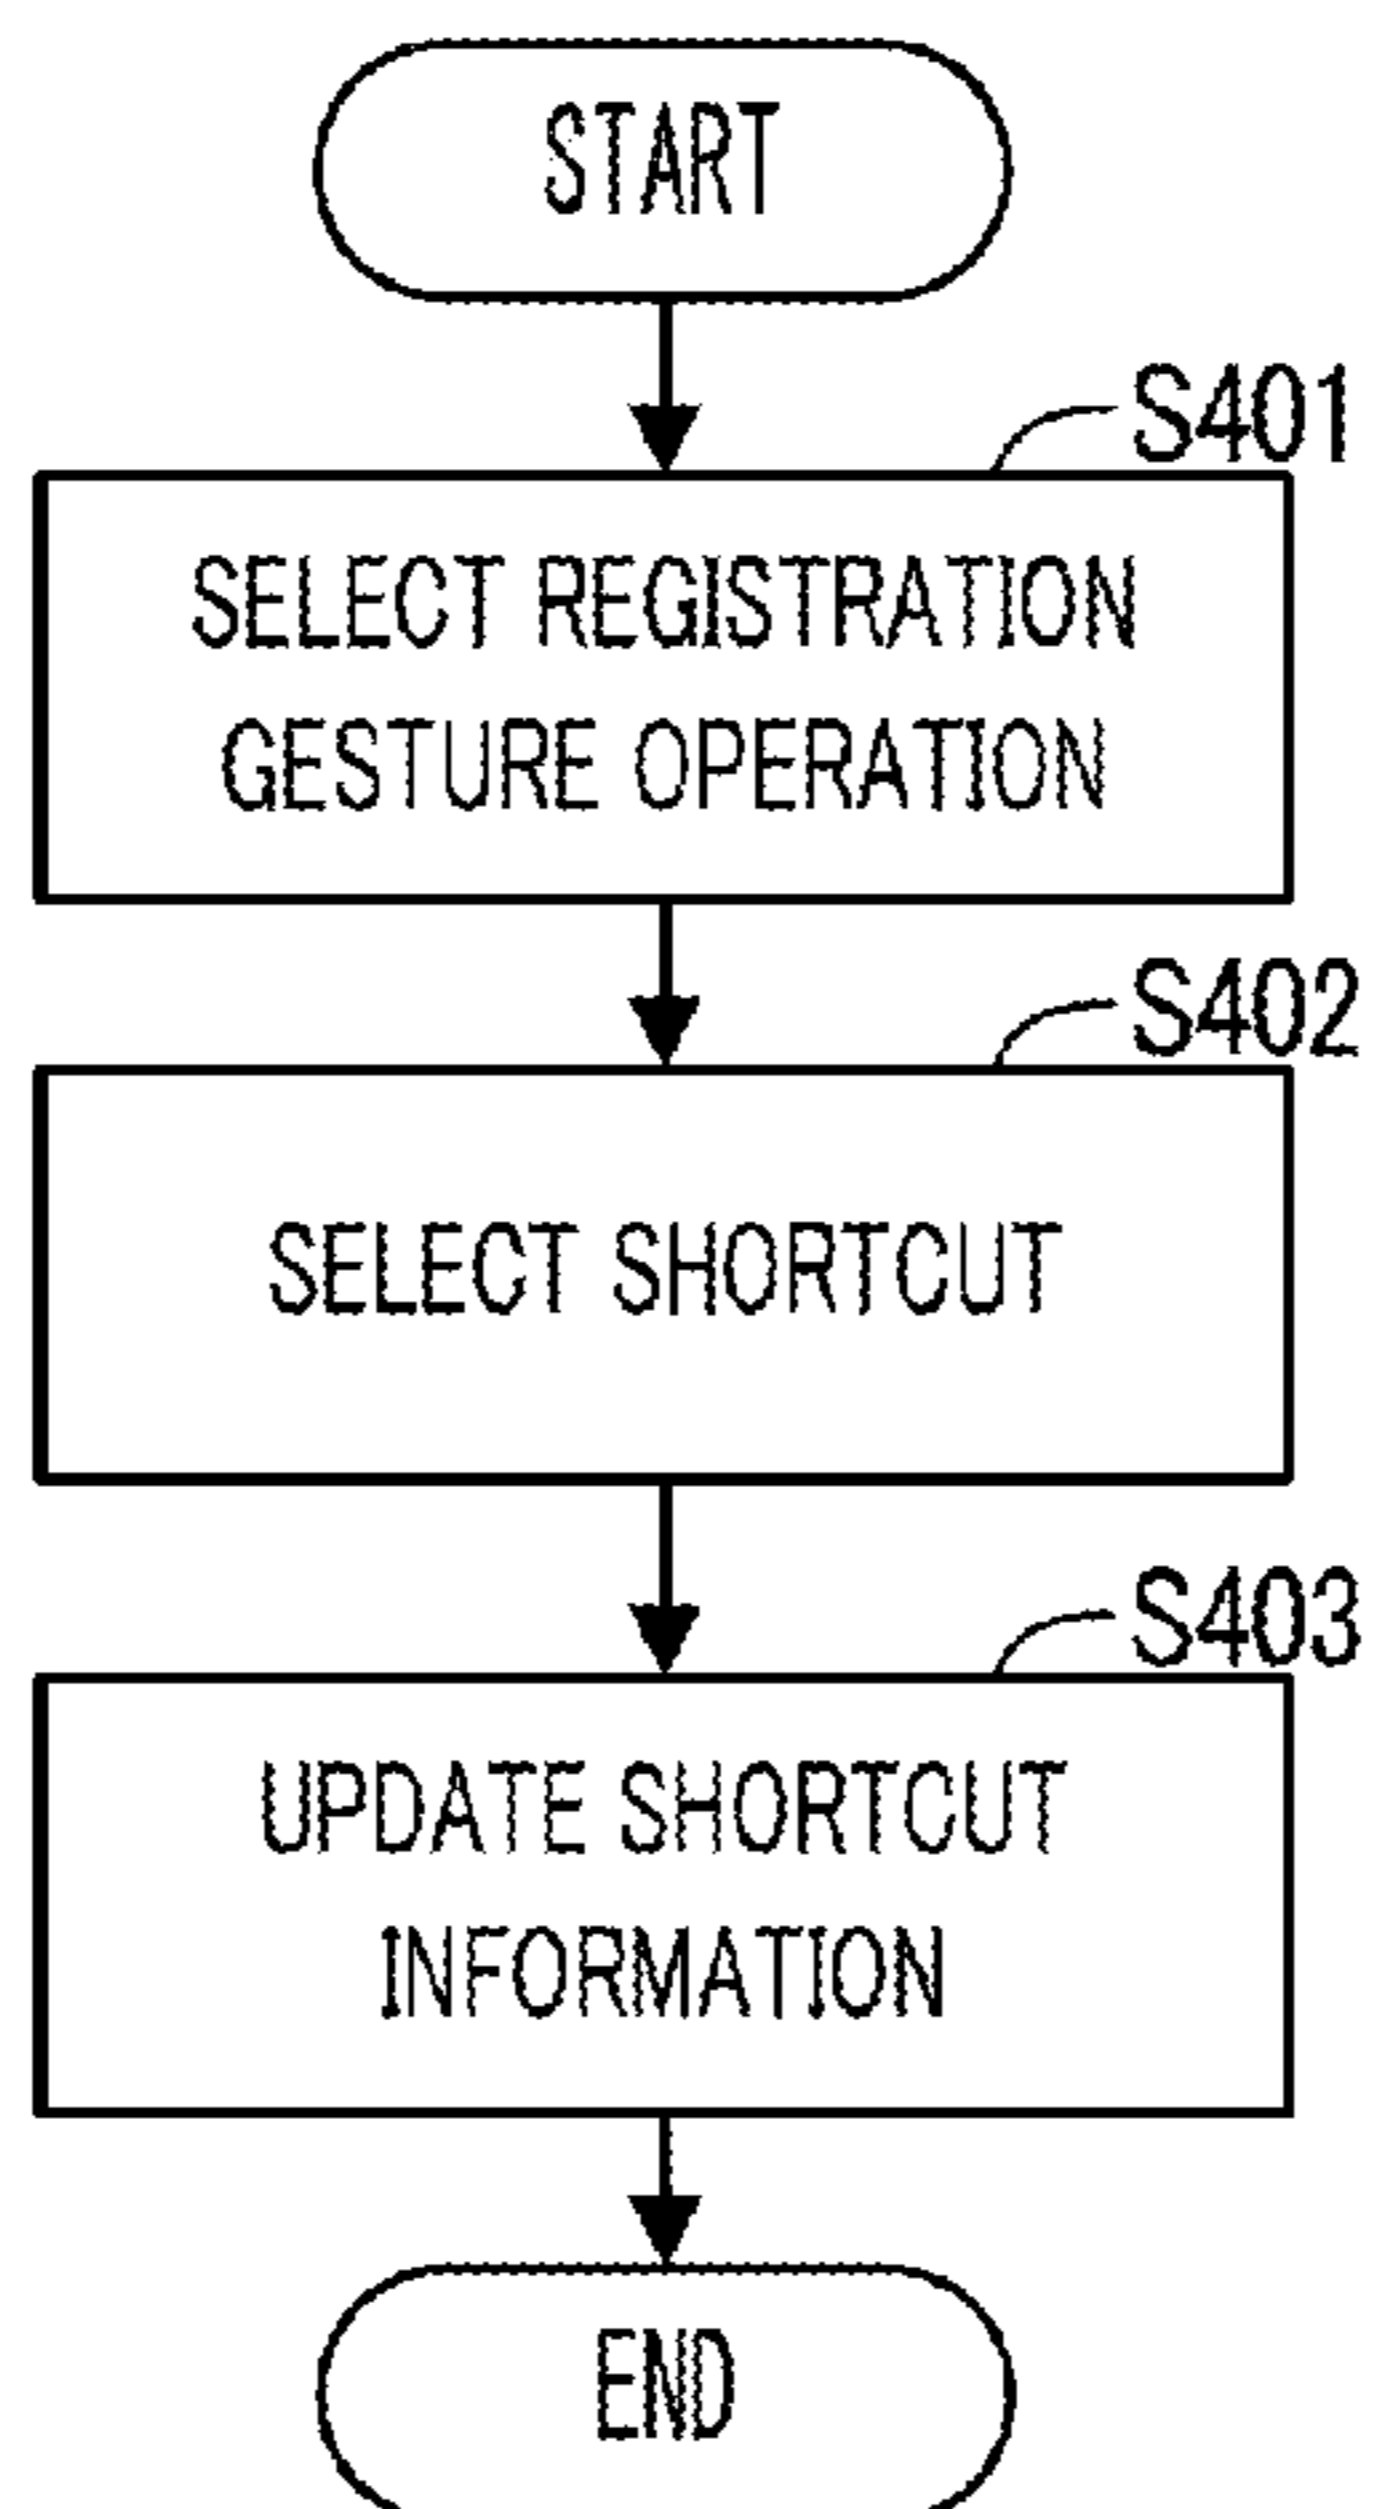 START
S401
SELECT REGISTRATION
GESTURE OPERATION
S402
SELECT SHORTCUT
S403
UPDATE SHORTCUT
INFORMATION
END